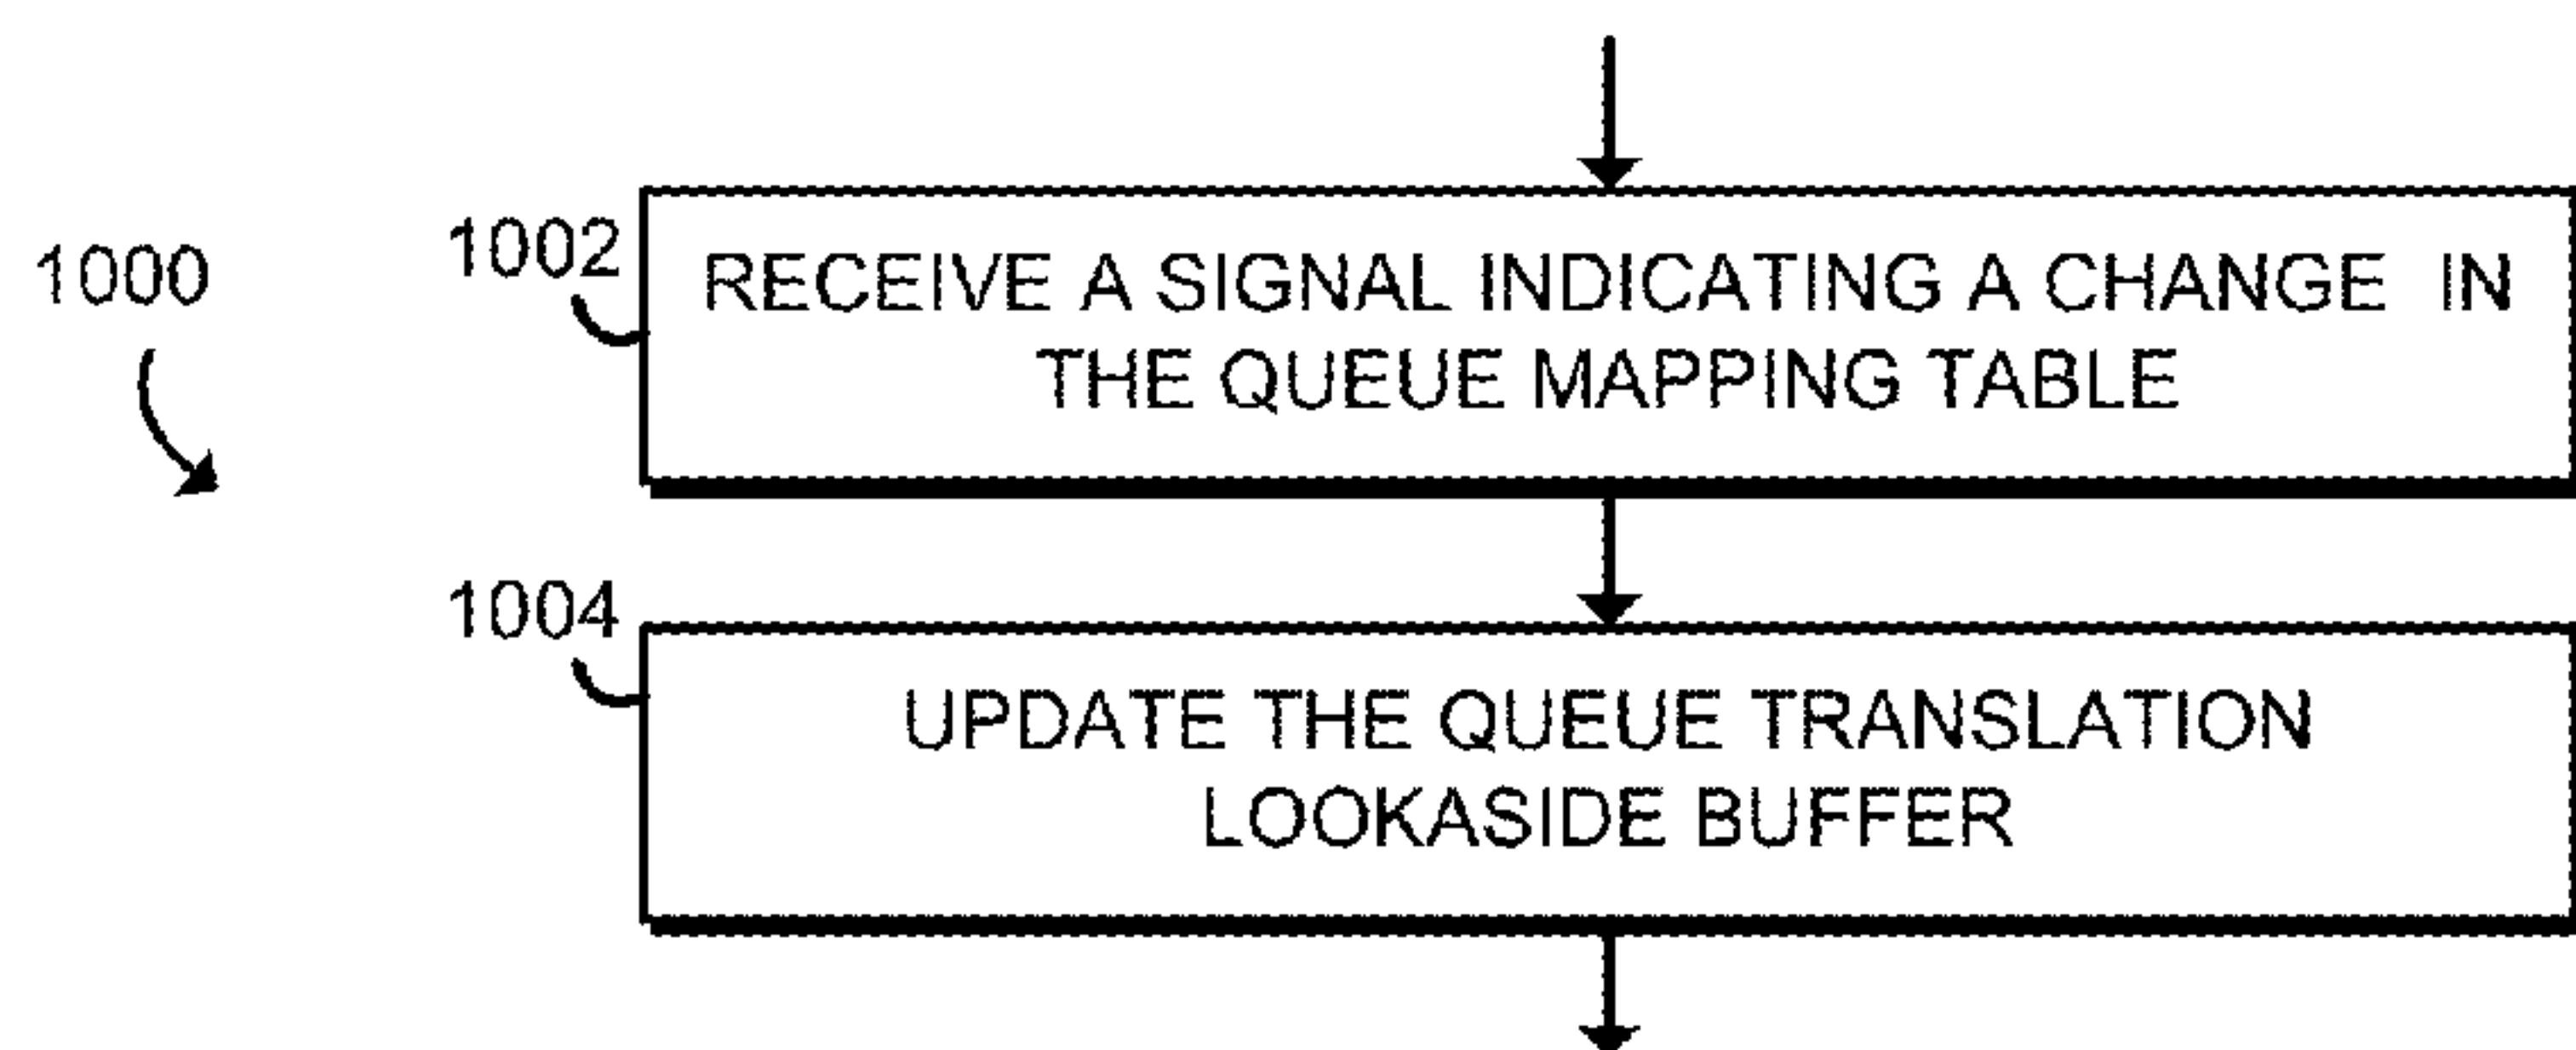 1000
1002
RECEIVE A SIGNAL INDICATING A CHANGE IN
THE QUEUE MAPPING TABLE
1004
UPDATE THE QUEUE TRANSLATION
LOOKASIDE BUFFER